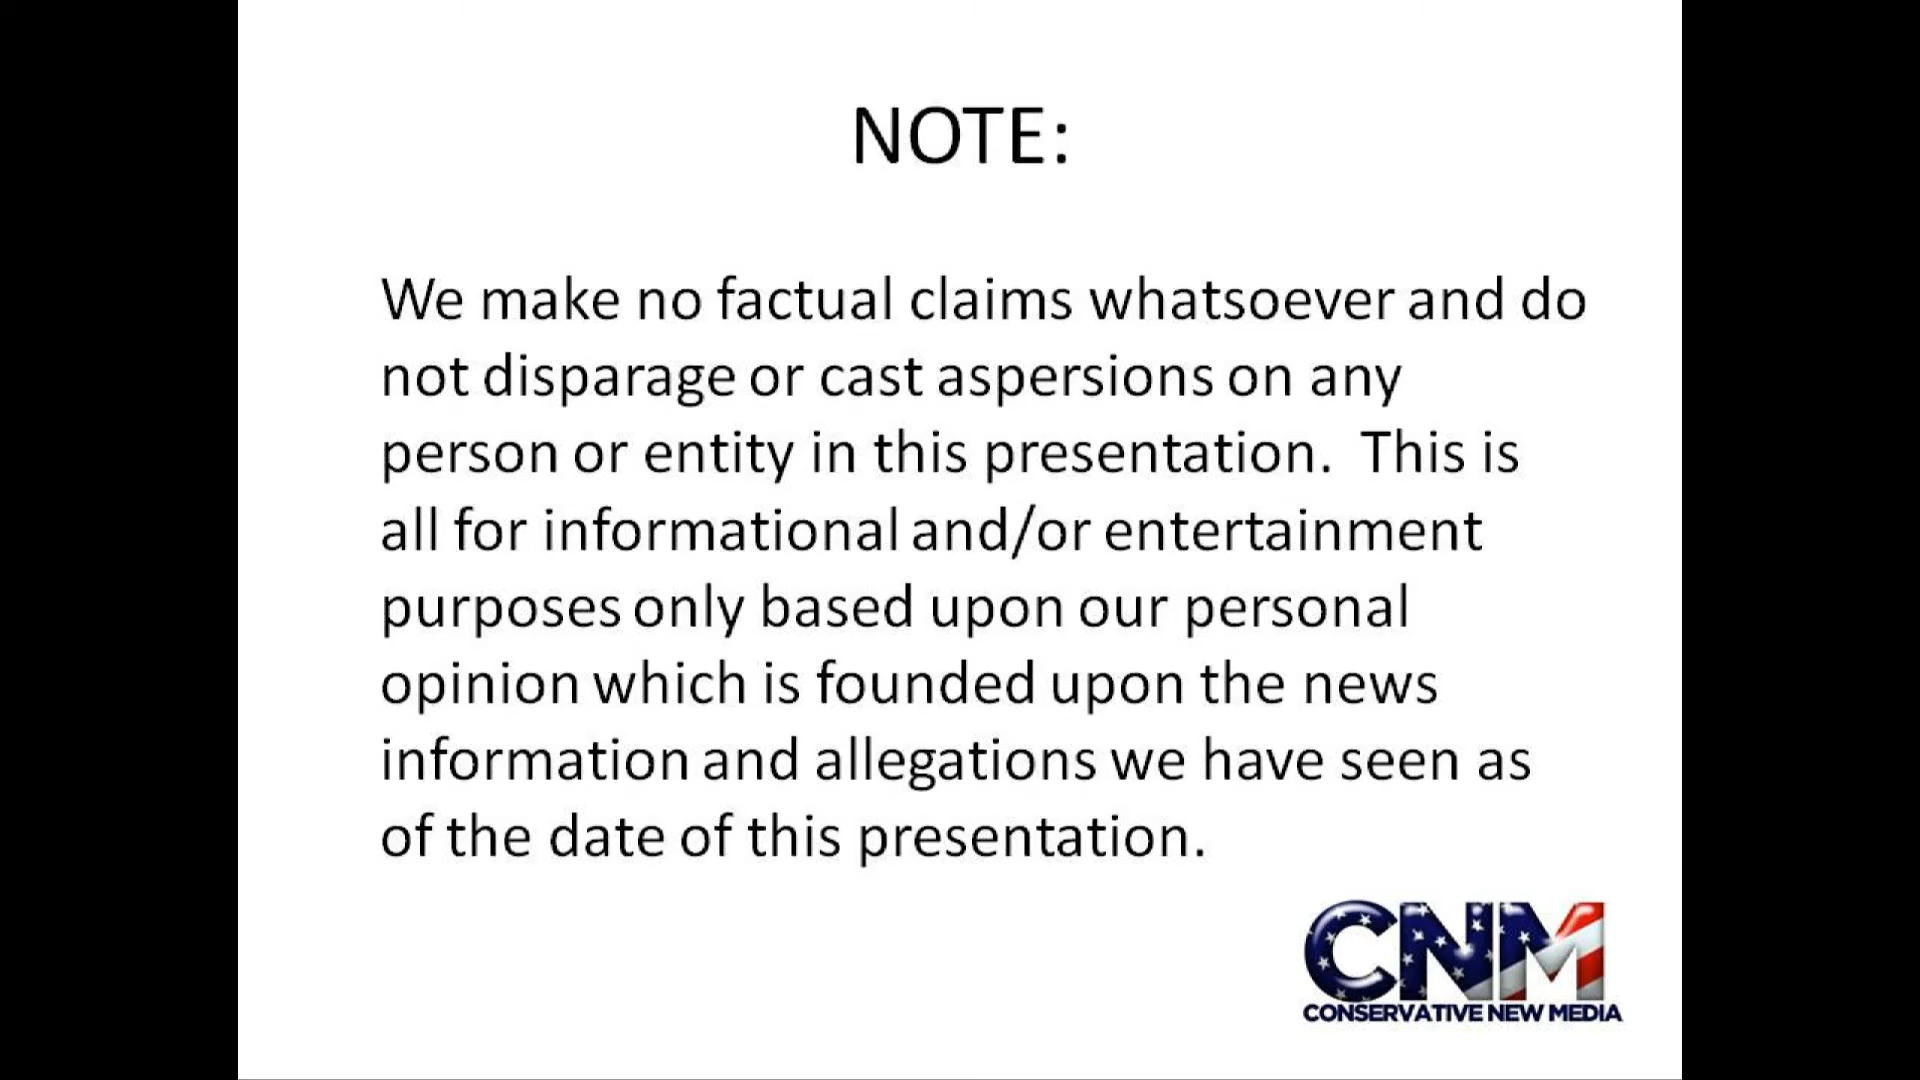 NOTE:
We make no factual claims whatsoever and do
not disparage or cast aspersions on any
person or entity in this presentation.  This is
all for informational and/or entertainment
purposes only based upon our personal
opinion which is founded upon the news
information and allegations we have seen as
of the date of this presentation.
CNM
CONSERVATIVE NEW MEDIA